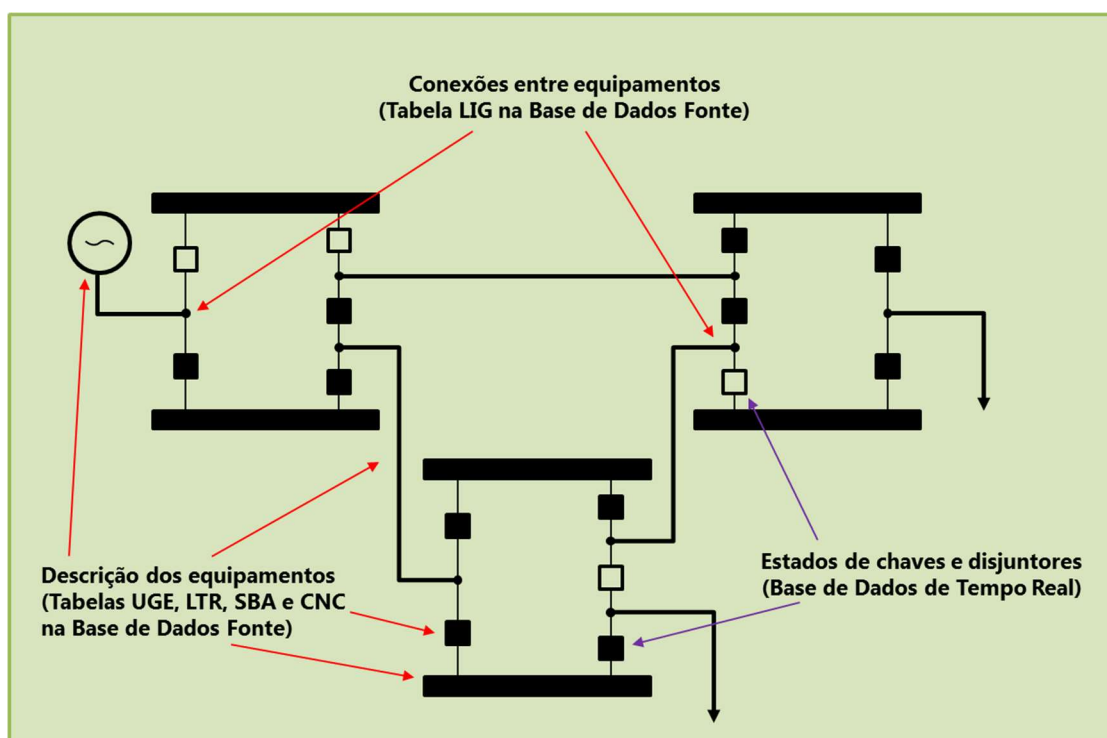 Conexões entre equipamentos
(Tabela LIG na Base de Dados Fonte)
Descrição dos equipamentos
(Tabelas UGE, LTR, SBA e CNC
na Base de Dados Fonte)
Estados de chaves e disjuntores
(Base de Dados de Tempo Real)